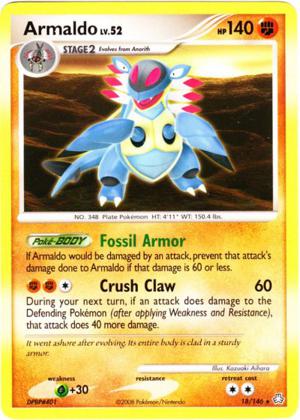 Armaldo LV.52 HP 140
STAGE2 Evolves from Anorith
NO. 348 Plate Pokémon HT: 4'11" WT: 150.4 lbs.
Poké-BODY Fossil Armor
If Armaldo would be damaged by an attack, prevent that attack's
damage done to Armaldo if that damage is 60 or less.
Crush Claw 60
During your next turn, if an attack does damage to the
Defending Pokémon (after applying Weakness and Resistance),
that attack does 40 more damage.
It went ashore after evolving. Its entire body is clad in a sturdy
armor.
Illus. Kazuaki Aihara
weakness resistance retreat cost
+30
DPBP#401 ©2008 Pokémon/Nintendo 18/146